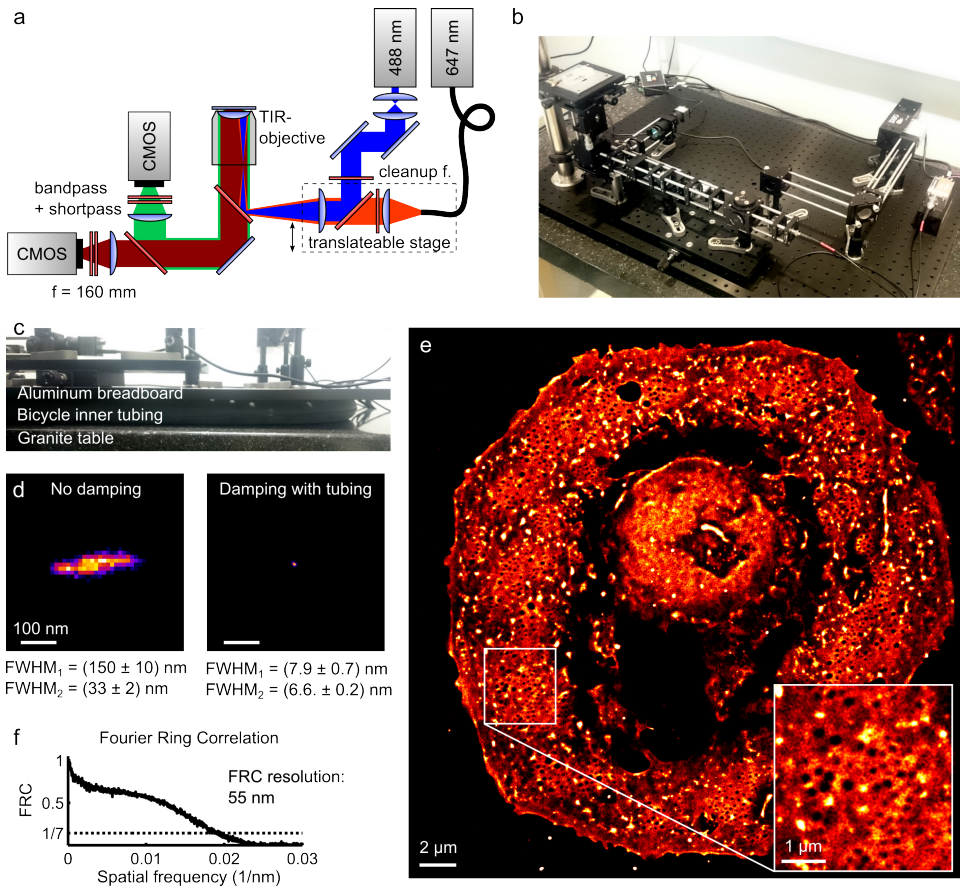 a
488 nm
647 nm
CMOS
TIR-
objective
bandpass
+ shortpass
cleanup f.
CMOS
translateable stage
f = 160 mm
b
c
Aluminum breadboard
Bicycle inner tubing
Granite table
d
No damping
Damping with tubing
100 nm
FWHM₁ = (150 ± 10) nm
FWHM₂ = (33 ± 2) nm
FWHM₁ = (7.9 ± 0.7) nm
FWHM₂ = (6.6. ± 0.2) nm
e
2 µm
1 µm
f
Fourier Ring Correlation
FRC resolution:
55 nm
FRC
1
0.5
1/7
0
0.01
0.02
0.03
Spatial frequency (1/nm)